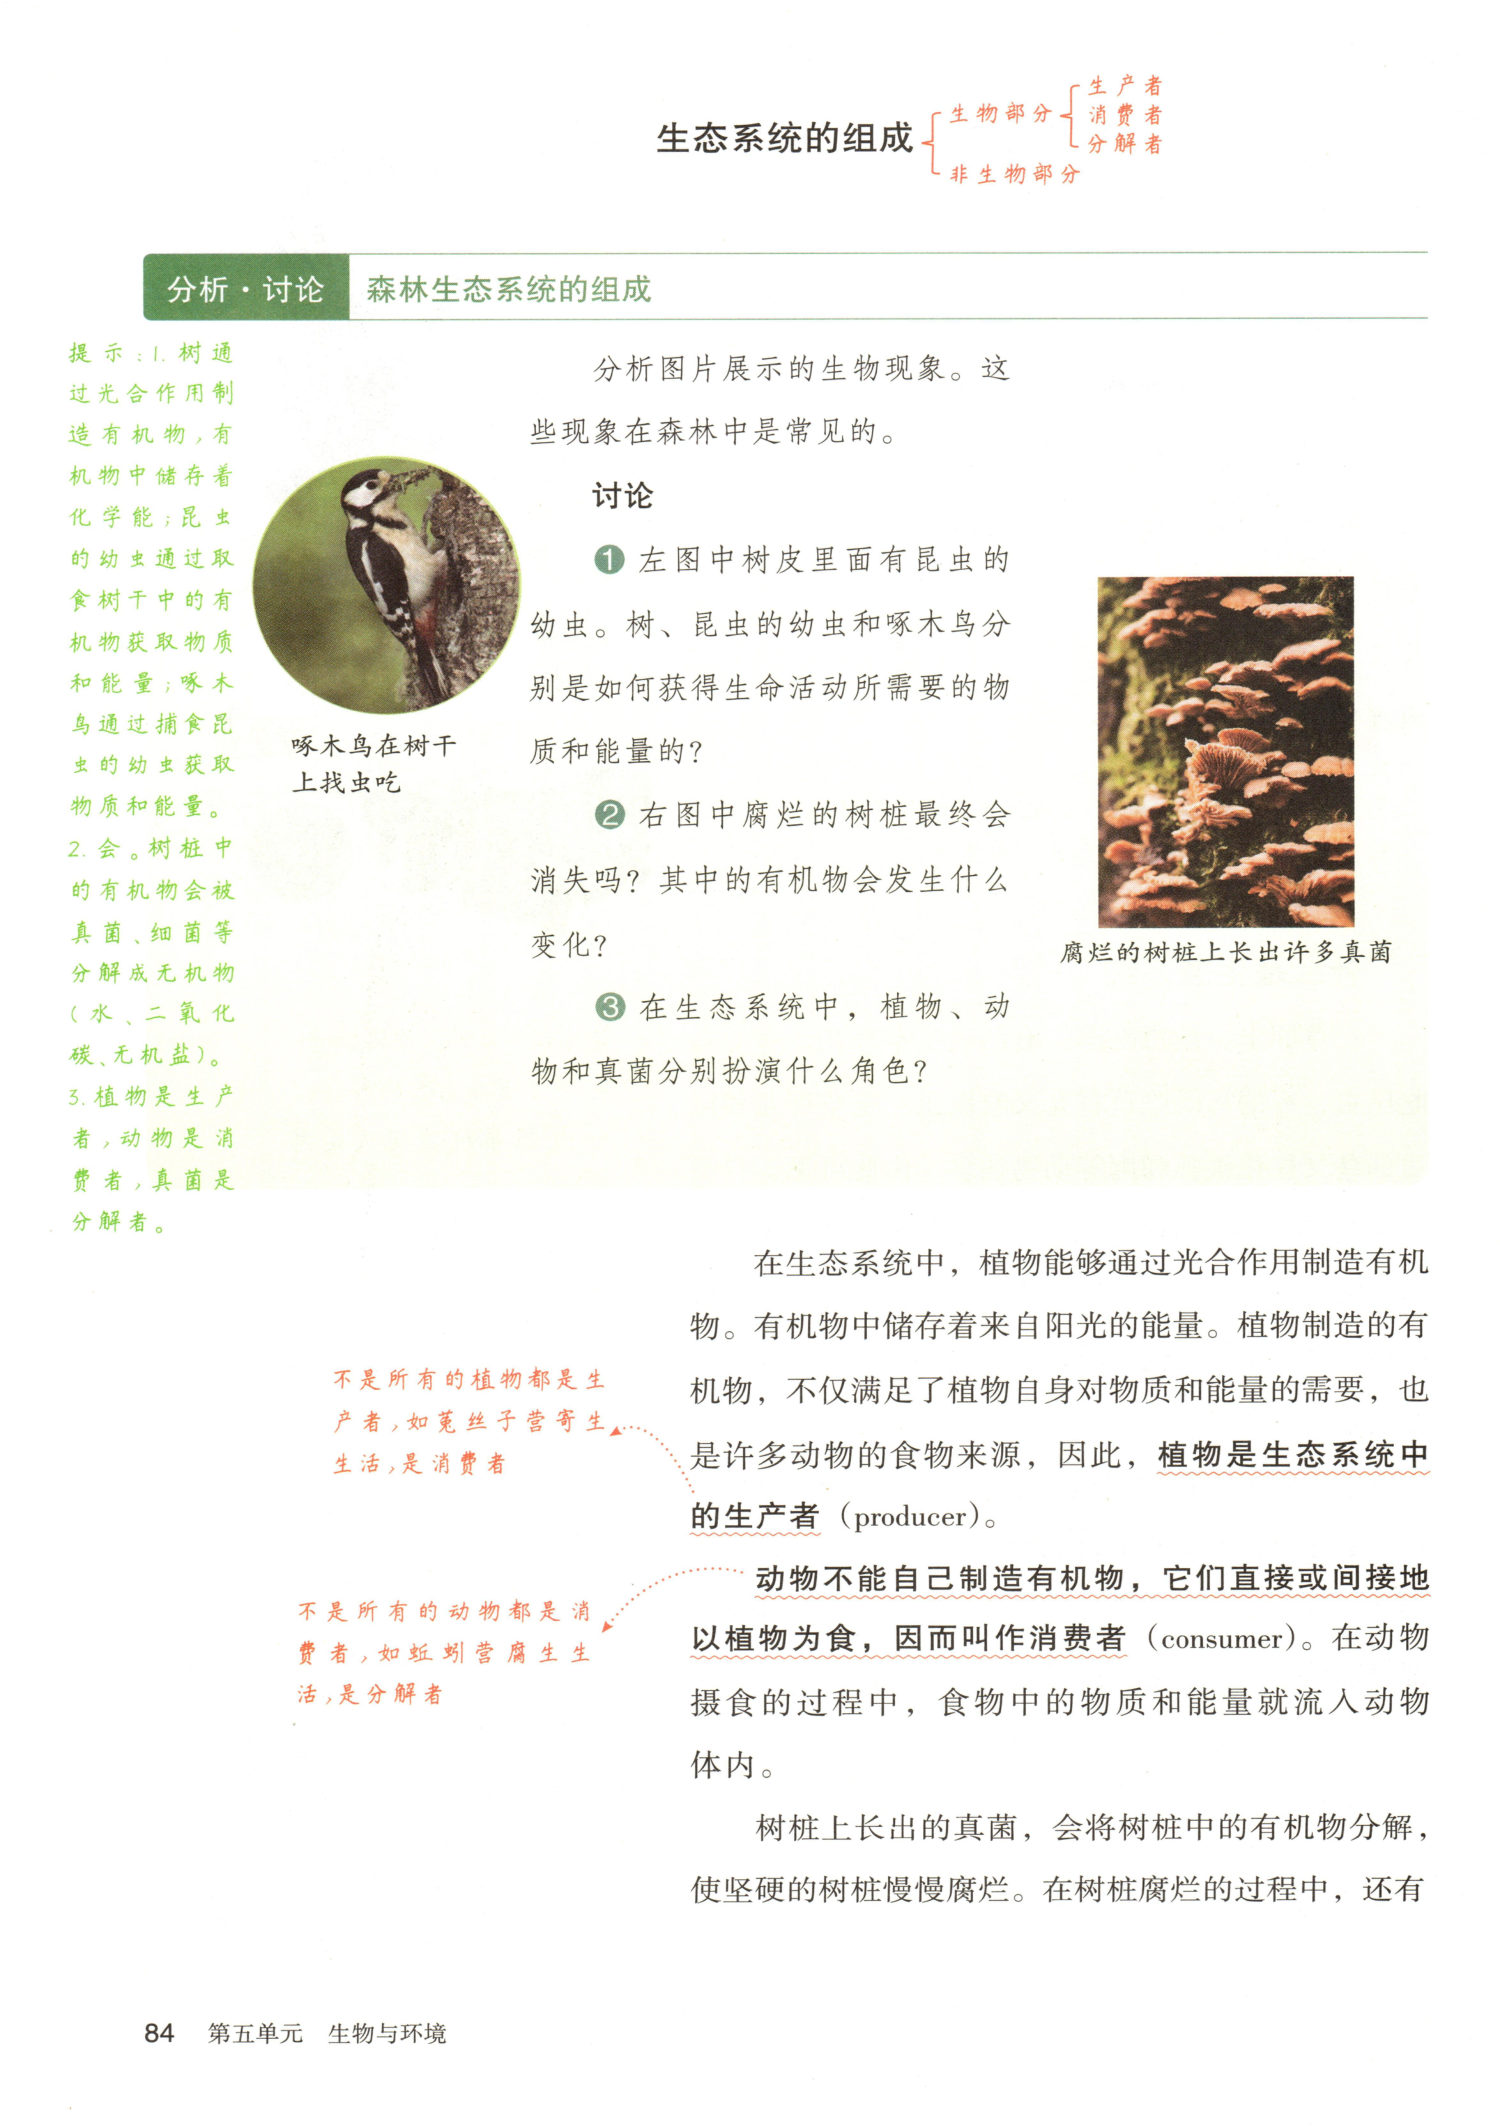 生态系统的组成
生物部分
生产者
消费者
分解者
非生物部分
分析·讨论
森林生态系统的组成
提示:1.树通
过光合作用制
造有机物,有
机物中储存着
化学能;昆虫
的幼虫通过取
食树干中的有
机物获取物质
和能量;啄木
鸟通过捕食昆
虫的幼虫获取
物质和能量。
2.会。树桩中
的有机物会被
真菌、细菌等
分解成无机物
(水、二氧化
碳、无机盐)。
3.植物是生产
者,动物是消
费者,真菌是
分解者。
啄木鸟在树干
上找虫吃
分析图片展示的生物现象。这
些现象在森林中是常见的。
讨论
❶ 左图中树皮里面有昆虫的
幼虫。树、昆虫的幼虫和啄木鸟分
别是如何获得生命活动所需要的物
质和能量的？
❷ 右图中腐烂的树桩最终会
消失吗？其中的有机物会发生什么
变化？
❸ 在生态系统中，植物、动
物和真菌分别扮演什么角色？
腐烂的树桩上长出许多真菌
在生态系统中，植物能够通过光合作用制造有机
物。有机物中储存着来自阳光的能量。植物制造的有
机物，不仅满足了植物自身对物质和能量的需要，也
是许多动物的食物来源，因此，植物是生态系统中
的生产者（producer）。
不是所有的植物都是生
产者,如菟丝子营寄生
生活,是消费者
动物不能自己制造有机物，它们直接或间接地
以植物为食，因而叫作消费者（consumer）。在动物
摄食的过程中，食物中的物质和能量就流入动物
体内。
不是所有的动物都是消
费者,如蚯蚓营腐生生
活,是分解者
树桩上长出的真菌，会将树桩中的有机物分解，
使坚硬的树桩慢慢腐烂。在树桩腐烂的过程中，还有
84 第五单元 生物与环境